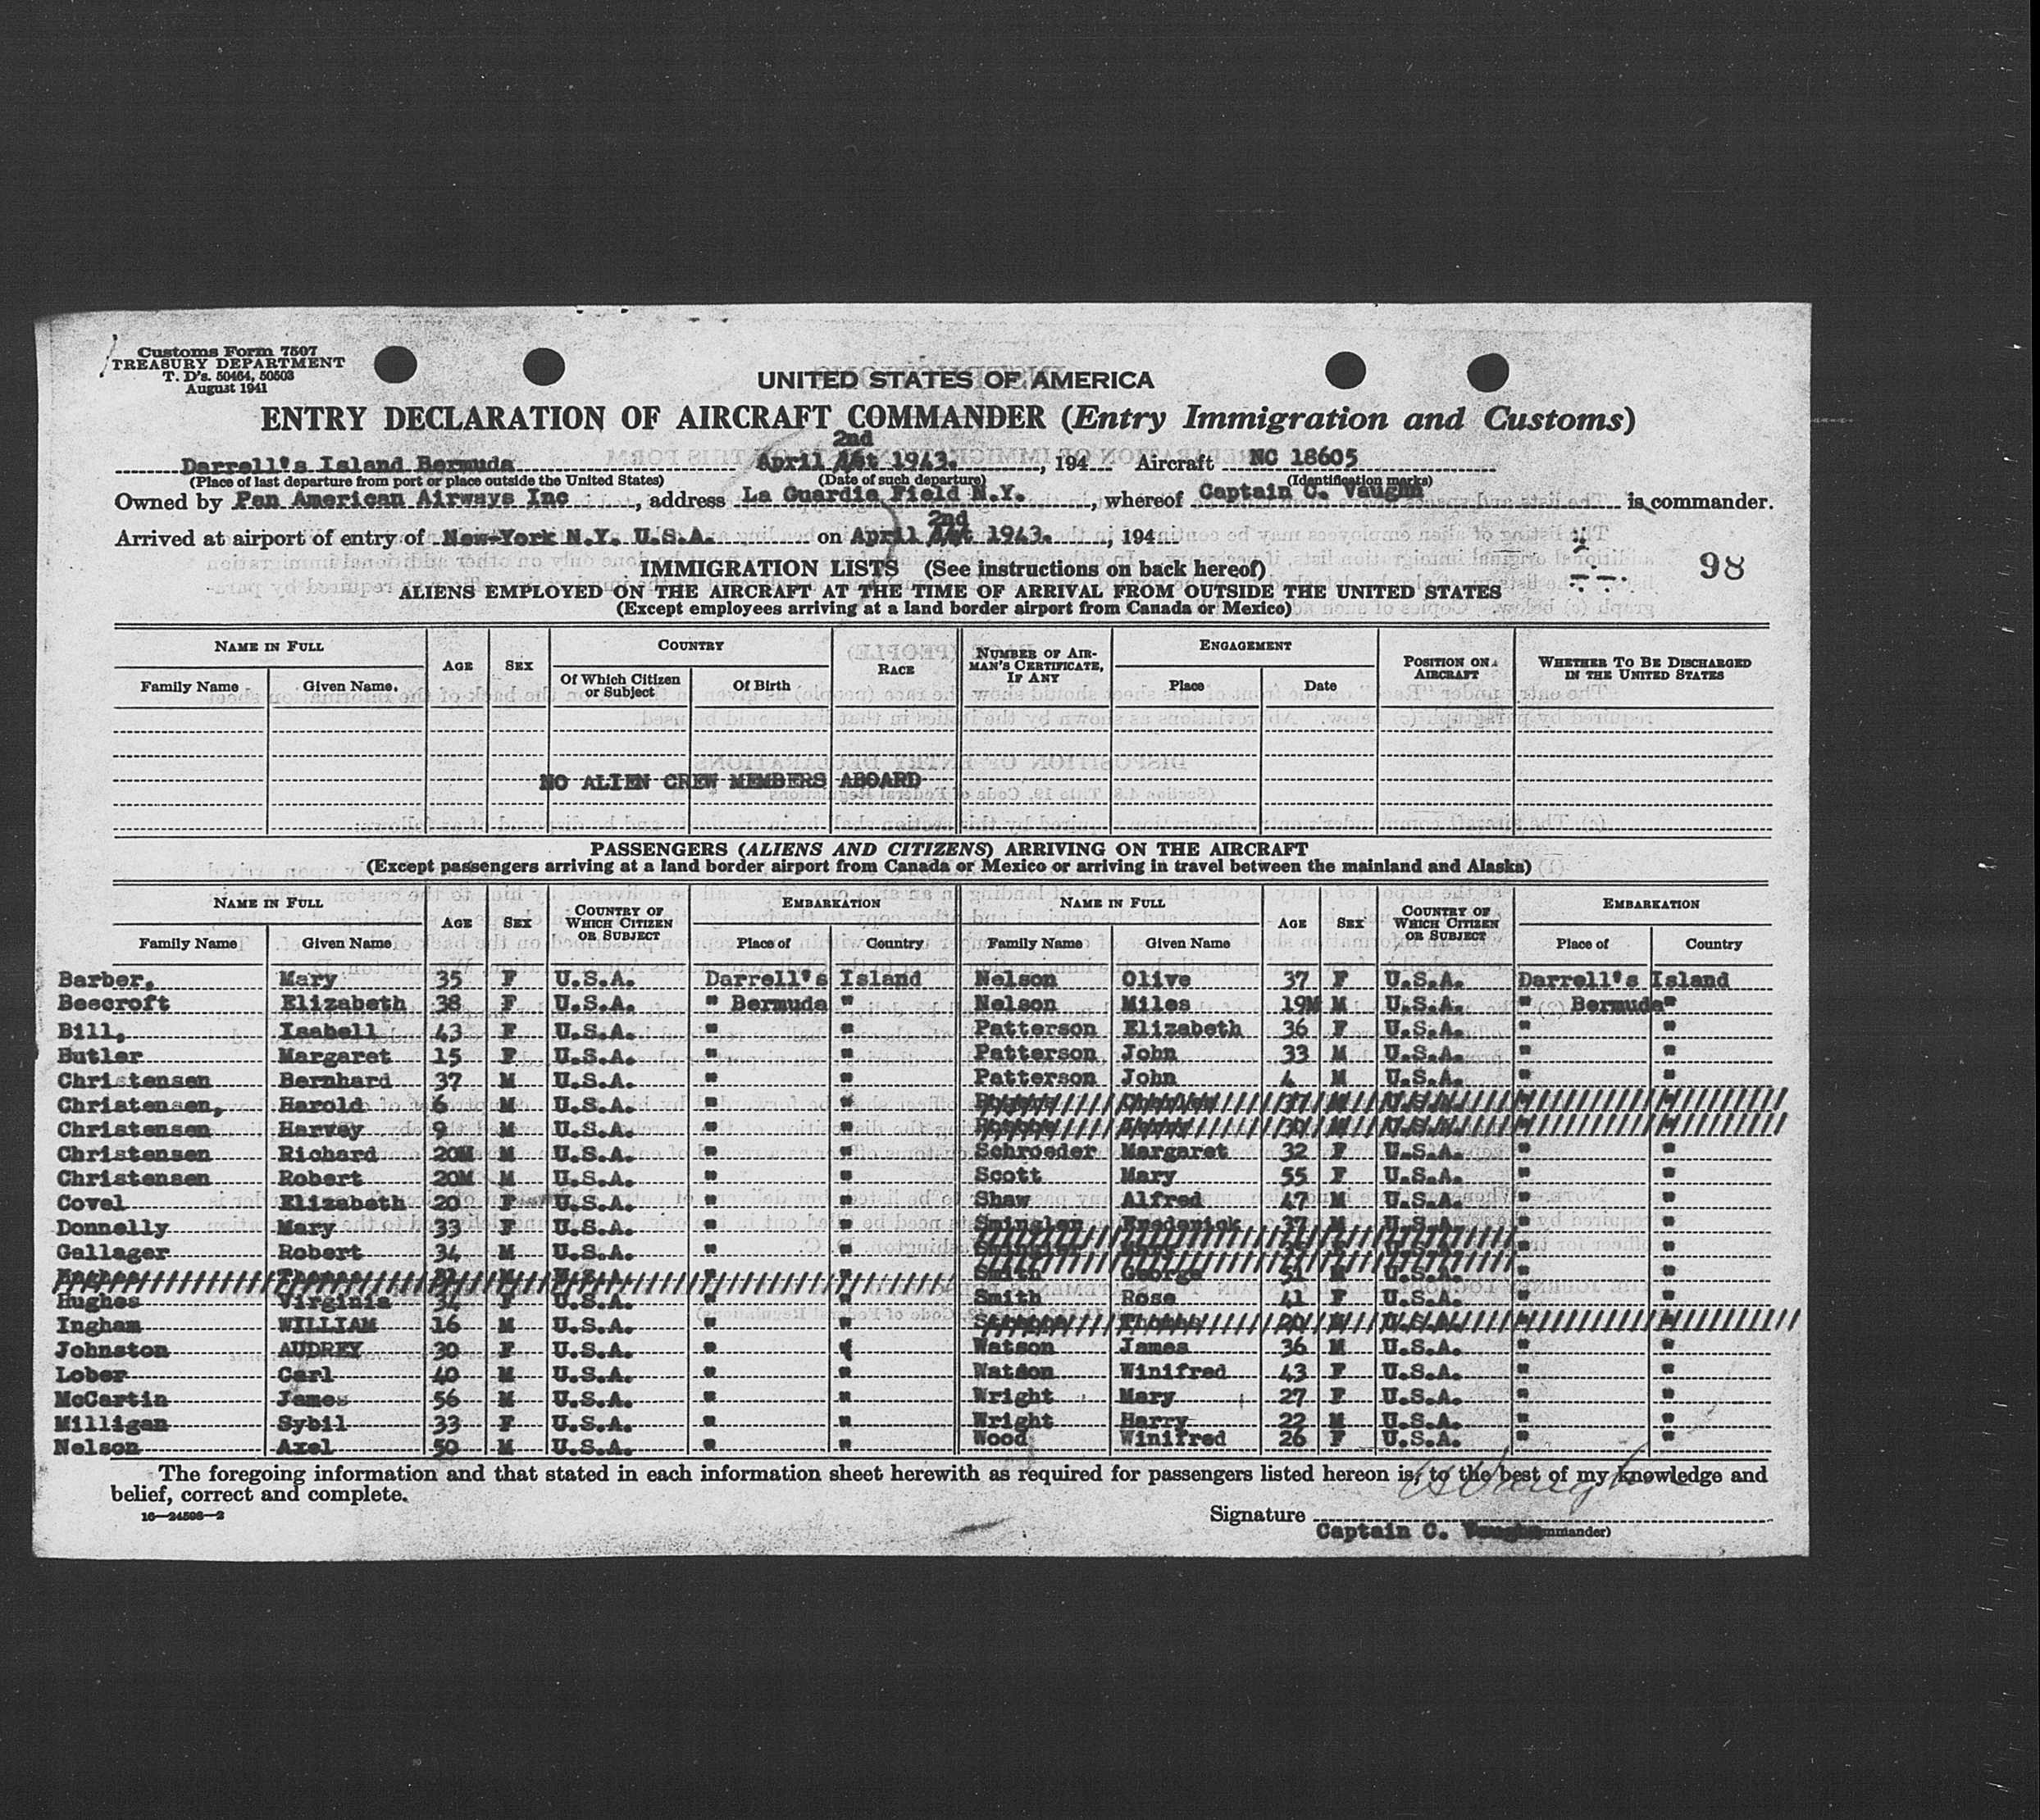 Customs Form 7507
TREASURY DEPARTMENT
T. D's. 50464, 50503
August 1941
UNITED STATES OF AMERICA
ENTRY DECLARATION OF AIRCRAFT COMMANDER (Entry Immigration and Customs)
2nd
Darrell's Island Bermuda April 1st 1943. , 194 Aircraft NC 18605
(Place of last departure from port or place outside the United States) (Date of such departure) (Identification marks)
Owned by Pan American Airways Inc , address La Guardia Field N.Y. , whereof Captain C. Vaughn is commander.
2nd
Arrived at airport of entry of New-York N.Y. U.S.A. on April 1st 1943. , 194
98
IMMIGRATION LISTS (See instructions on back hereof)
ALIENS EMPLOYED ON THE AIRCRAFT AT THE TIME OF ARRIVAL FROM OUTSIDE THE UNITED STATES
(Except employees arriving at a land border airport from Canada or Mexico)
NAME IN FULL AGE SEX COUNTRY RACE NUMBER OF AIRMAN'S CERTIFICATE, IF ANY ENGAGEMENT POSITION ON AIRCRAFT WHETHER TO BE DISCHARGED IN THE UNITED STATES
Family Name Given Name. Of Which Citizen or Subject Of Birth Place Date
NO ALIEN CREW MEMBERS ABOARD
PASSENGERS (ALIENS AND CITIZENS) ARRIVING ON THE AIRCRAFT
(Except passengers arriving at a land border airport from Canada or Mexico or arriving in travel between the mainland and Alaska)
NAME IN FULL AGE SEX COUNTRY OF WHICH CITIZEN OR SUBJECT EMBARKATION NAME IN FULL AGE SEX COUNTRY OF WHICH CITIZEN OR SUBJECT EMBARKATION
Family Name Given Name Place of Country Family Name Given Name Place of Country
Barber, Mary 35 F U.S.A. Darrell's Island Nelson Olive 37 F U.S.A. Darrell's Island
Beecroft Elizabeth 38 F U.S.A. " Bermuda " Nelson Miles 19M M U.S.A. " Bermuda "
Bill, Isabell 43 F U.S.A. " " Patterson Elizabeth 36 F U.S.A. " "
Butler Margaret 15 F U.S.A. " " Patterson John 33 M U.S.A. " "
Christensen Bernhard 37 M U.S.A. " " Patterson John 4 M U.S.A. " "
Christensen, Harold 6 M U.S.A. " " 37 M U.S.A. " "
Christensen Harvey 9 M U.S.A. " " M U.S.A. " "
Christensen Richard 20M M U.S.A. " " Schroeder Margaret 32 F U.S.A. " "
Christensen Robert 20M M U.S.A. " " Scott Mary 55 F U.S.A. " "
Covel Elizabeth 20 F U.S.A. " " Shaw Alfred 47 M U.S.A. " "
Donnelly Mary 33 F U.S.A. " " Frederick 37 M U.S.A. " "
Gallager Robert 34 M U.S.A. " " Mary F U.S.A. " "
Hughes Thomas M U.S.A. " " Smith George 51 M U.S.A. " "
Hughes Virginia 34 F U.S.A. " " Smith Rose 41 F U.S.A. " "
Ingham WILLIAM 16 M U.S.A. " " Thomas 20 M U.S.A. " "
Johnston AUDREY 30 F U.S.A. " " Watson James 36 M U.S.A. " "
Lober Carl 40 M U.S.A. " " Watson Winifred 43 F U.S.A. " "
McCartin James 56 M U.S.A. " " Wright Mary 27 F U.S.A. " "
Milligan Sybil 33 F U.S.A. " " Wright Harry 22 M U.S.A. " "
Nelson Axel 50 M U.S.A. " " Wood Winifred 26 F U.S.A. " "
The foregoing information and that stated in each information sheet herewith as required for passengers listed hereon is, to the best of my knowledge and
belief, correct and complete.
16—24506—2
Signature C Vaughn
Captain C. Vaughn mmander)